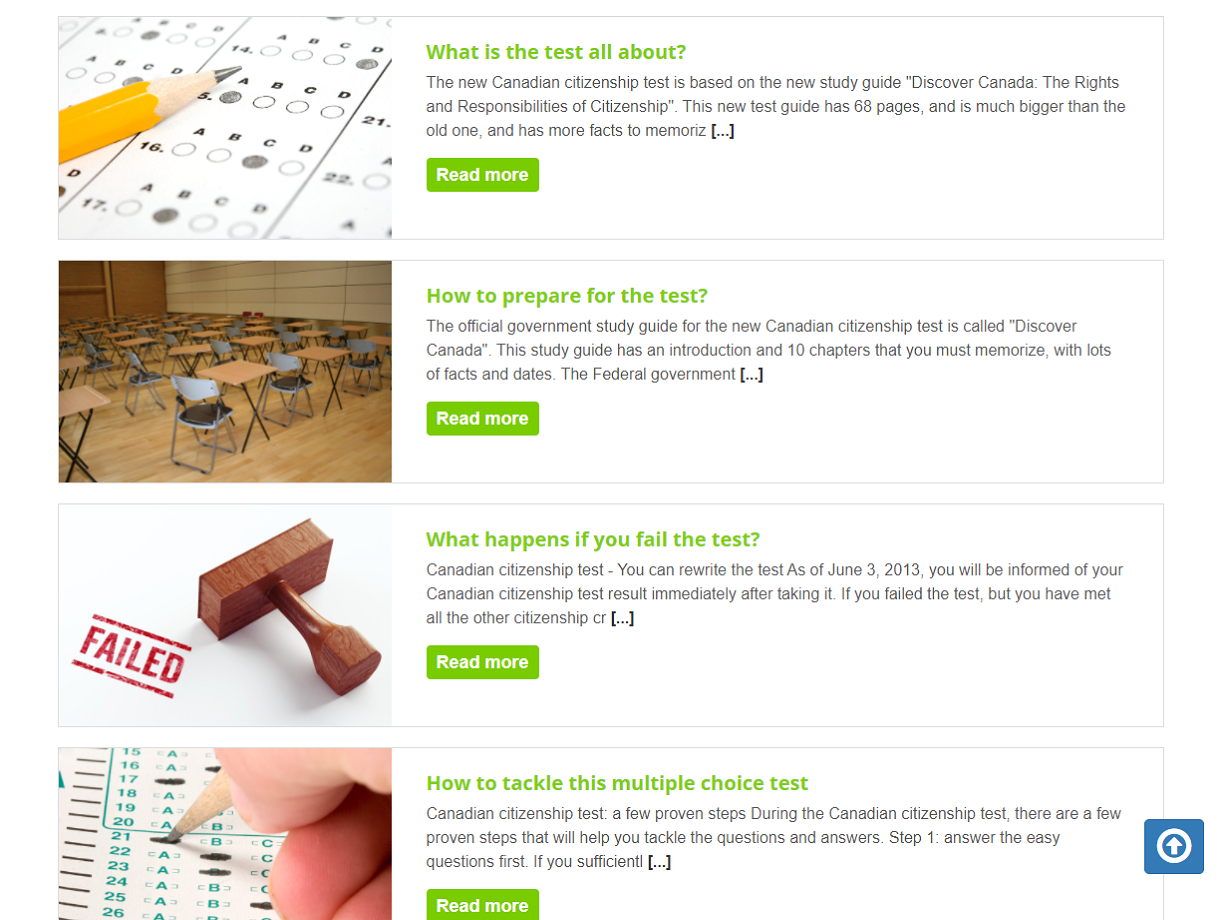 14. A B C D
A B C D
15. A B C D
21.
16. A B C D
22.
17. A B C D
What is the test all about?
The new Canadian citizenship test is based on the new study guide "Discover Canada: The Rights
and Responsibilities of Citizenship". This new test guide has 68 pages, and is much bigger than the
old one, and has more facts to memoriz [...]
Read more
How to prepare for the test?
The official government study guide for the new Canadian citizenship test is called "Discover
Canada". This study guide has an introduction and 10 chapters that you must memorize, with lots
of facts and dates. The Federal government [...]
Read more
FAILED
What happens if you fail the test?
Canadian citizenship test - You can rewrite the test As of June 3, 2013, you will be informed of your
Canadian citizenship test result immediately after taking it. If you failed the test, but you have met
all the other citizenship cr [...]
Read more
15 A
16 A
17
18 A
19 A
20 A B
21 B C
22 A C
23 A
24 A B
25 A B
26 A B
How to tackle this multiple choice test
Canadian citizenship test: a few proven steps During the Canadian citizenship test, there are a few
proven steps that will help you tackle the questions and answers. Step 1: answer the easy
questions first. If you sufficientl [...]
Read more